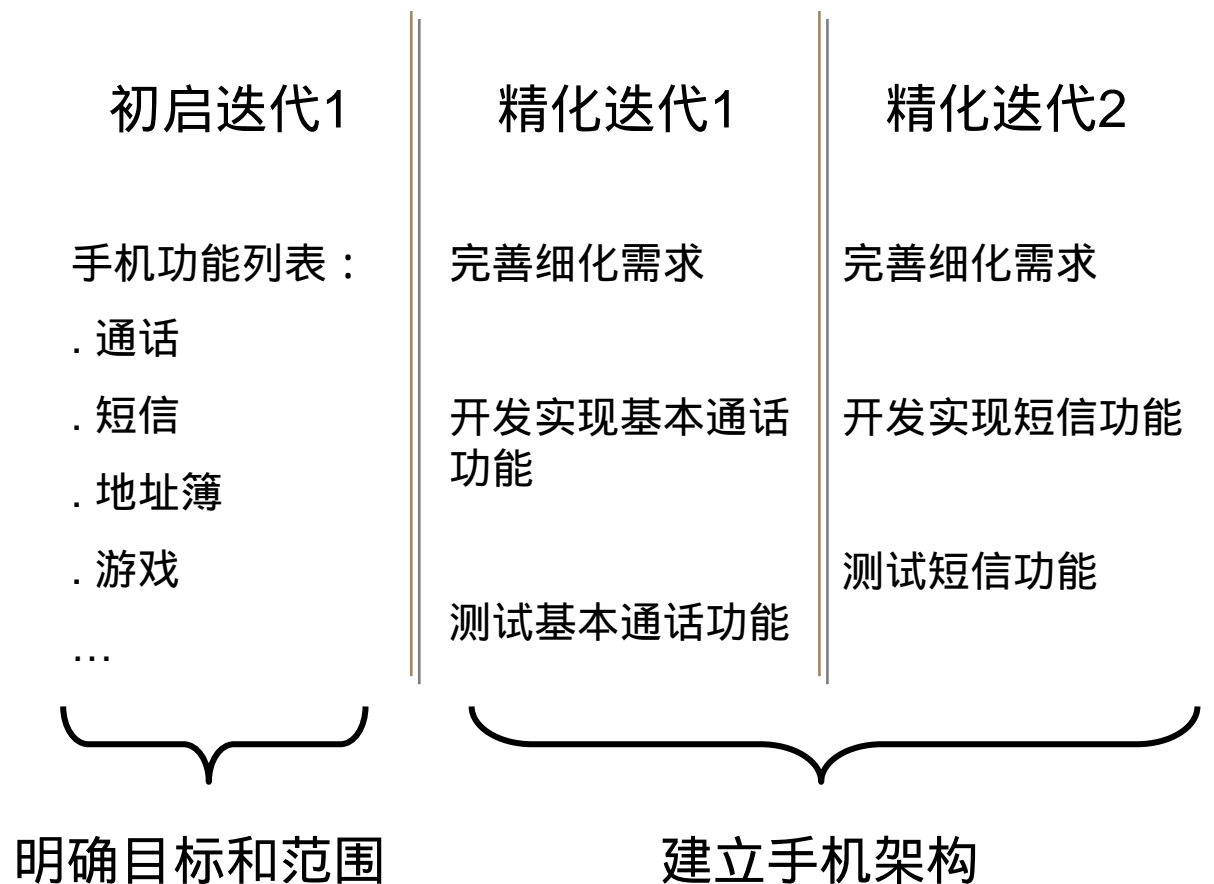 初启迭代1
手机功能列表：
. 通话
. 短信
. 地址簿
. 游戏
…
明确目标和范围
精化迭代1
完善细化需求
开发实现基本通话
功能
测试基本通话功能
精化迭代2
完善细化需求
开发实现短信功能
测试短信功能
建立手机架构